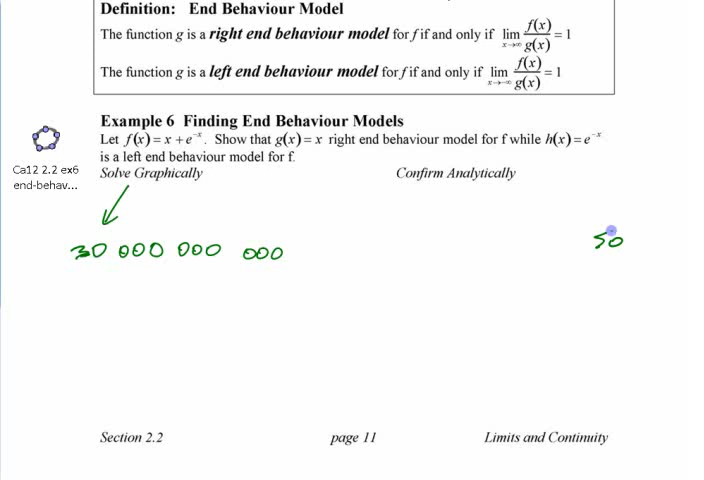 Definition: End Behaviour Model
The function g is a right end behaviour model for f if and only if lim x→∞ f(x)/g(x) = 1
The function g is a left end behaviour model for f if and only if lim x→-∞ f(x)/g(x) = 1
Example 6 Finding End Behaviour Models
Let f(x) = x + e⁻ˣ. Show that g(x) = x right end behaviour model for f while h(x) = e⁻ˣ
is a left end behaviour model for f.
Ca12 2.2 ex6
end-behav...
Solve Graphically Confirm Analytically
30 000 000 000 50
Section 2.2 page 11 Limits and Continuity